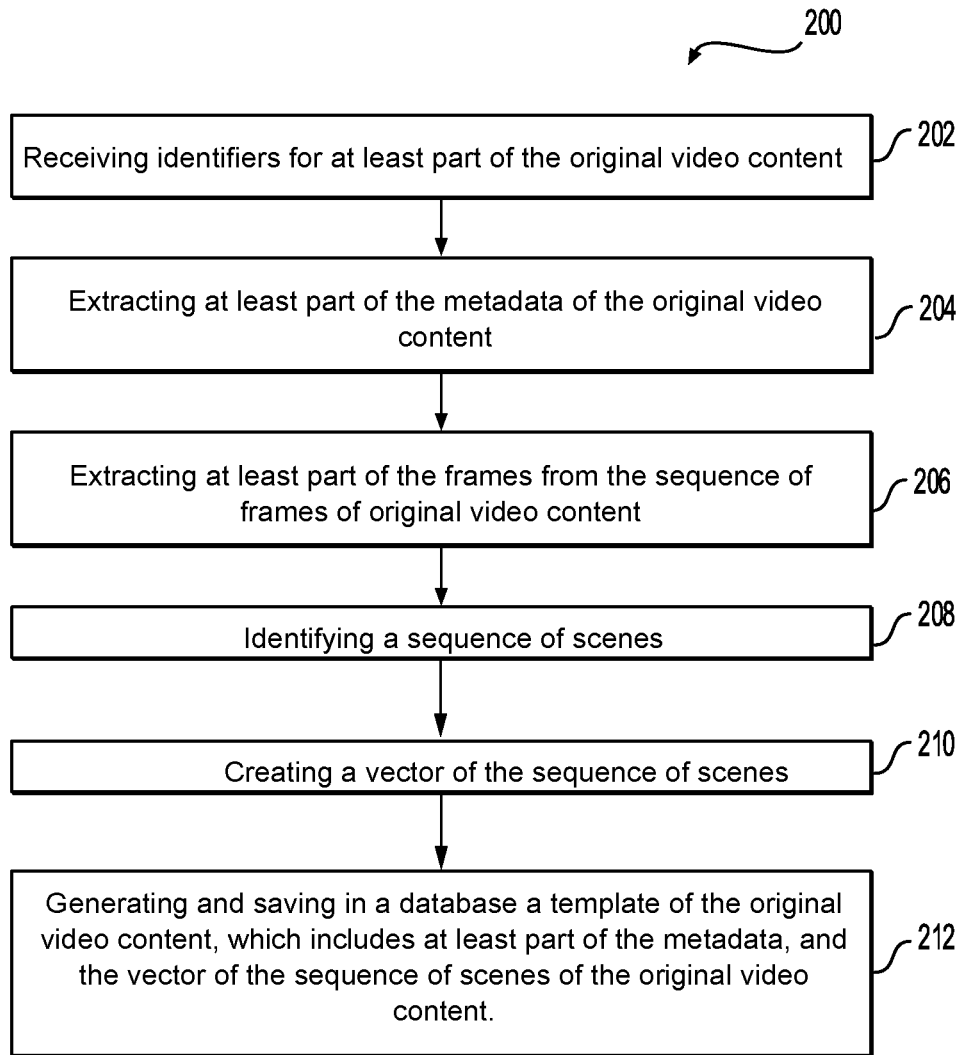 200
Receiving identifiers for at least part of the original video content
202
Extracting at least part of the metadata of the original video
content
204
Extracting at least part of the frames from the sequence of
frames of original video content
206
Identifying a sequence of scenes
208
Creating a vector of the sequence of scenes
210
Generating and saving in a database a template of the original
video content, which includes at least part of the metadata, and
the vector of the sequence of scenes of the original video
content.
212